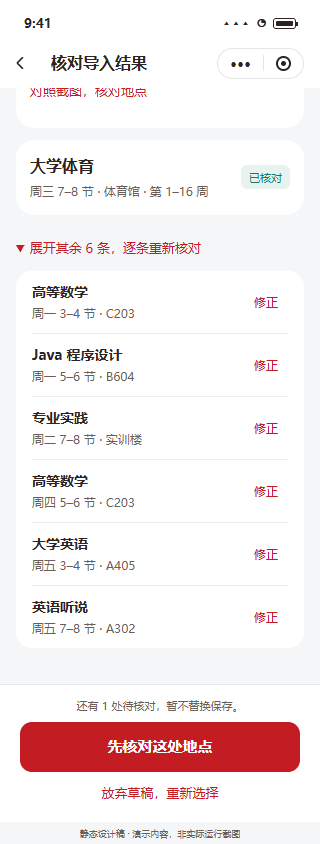 9:41
核对导入结果
对照截图，核对地点
大学体育
周三 7–8 节 · 体育馆 · 第 1–16 周
已核对
▼ 展开其余 6 条，逐条重新核对
高等数学
周一 3–4 节 · C203
修正
Java 程序设计
周一 5–6 节 · B604
修正
专业实践
周二 7–8 节 · 实训楼
修正
高等数学
周四 5–6 节 · C203
修正
大学英语
周五 3–4 节 · A405
修正
英语听说
周五 7–8 节 · A302
修正
还有 1 处待核对，暂不替换保存。
先核对这处地点
放弃草稿，重新选择
静态设计稿 · 演示内容，非实际运行截图